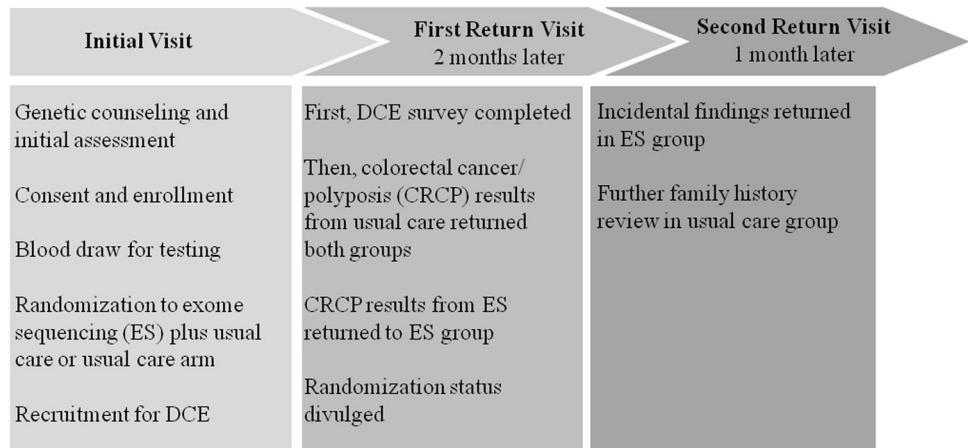 Initial Visit
First Return Visit
2 months later
Second Return Visit
1 month later
Genetic counseling and
initial assessment
Consent and enrollment
Blood draw for testing
Randomization to exome
sequencing (ES) plus usual
care or usual care arm
Recruitment for DCE
First, DCE survey completed
Then, colorectal cancer/
polyposis (CRCP) results
from usual care returned
both groups
CRCP results from ES
returned to ES group
Randomization status
divulged
Incidental findings returned
in ES group
Further family history
review in usual care group